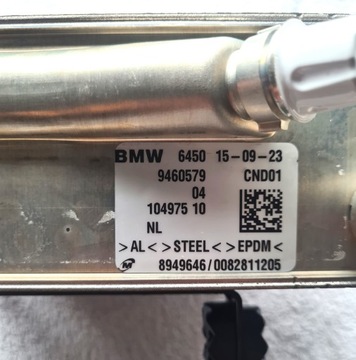 BMW 6450 15-09-23
9460579 CND01
04
104975 10
NL
>AL< >STEEL< >EPDM<
8949646/0082811205